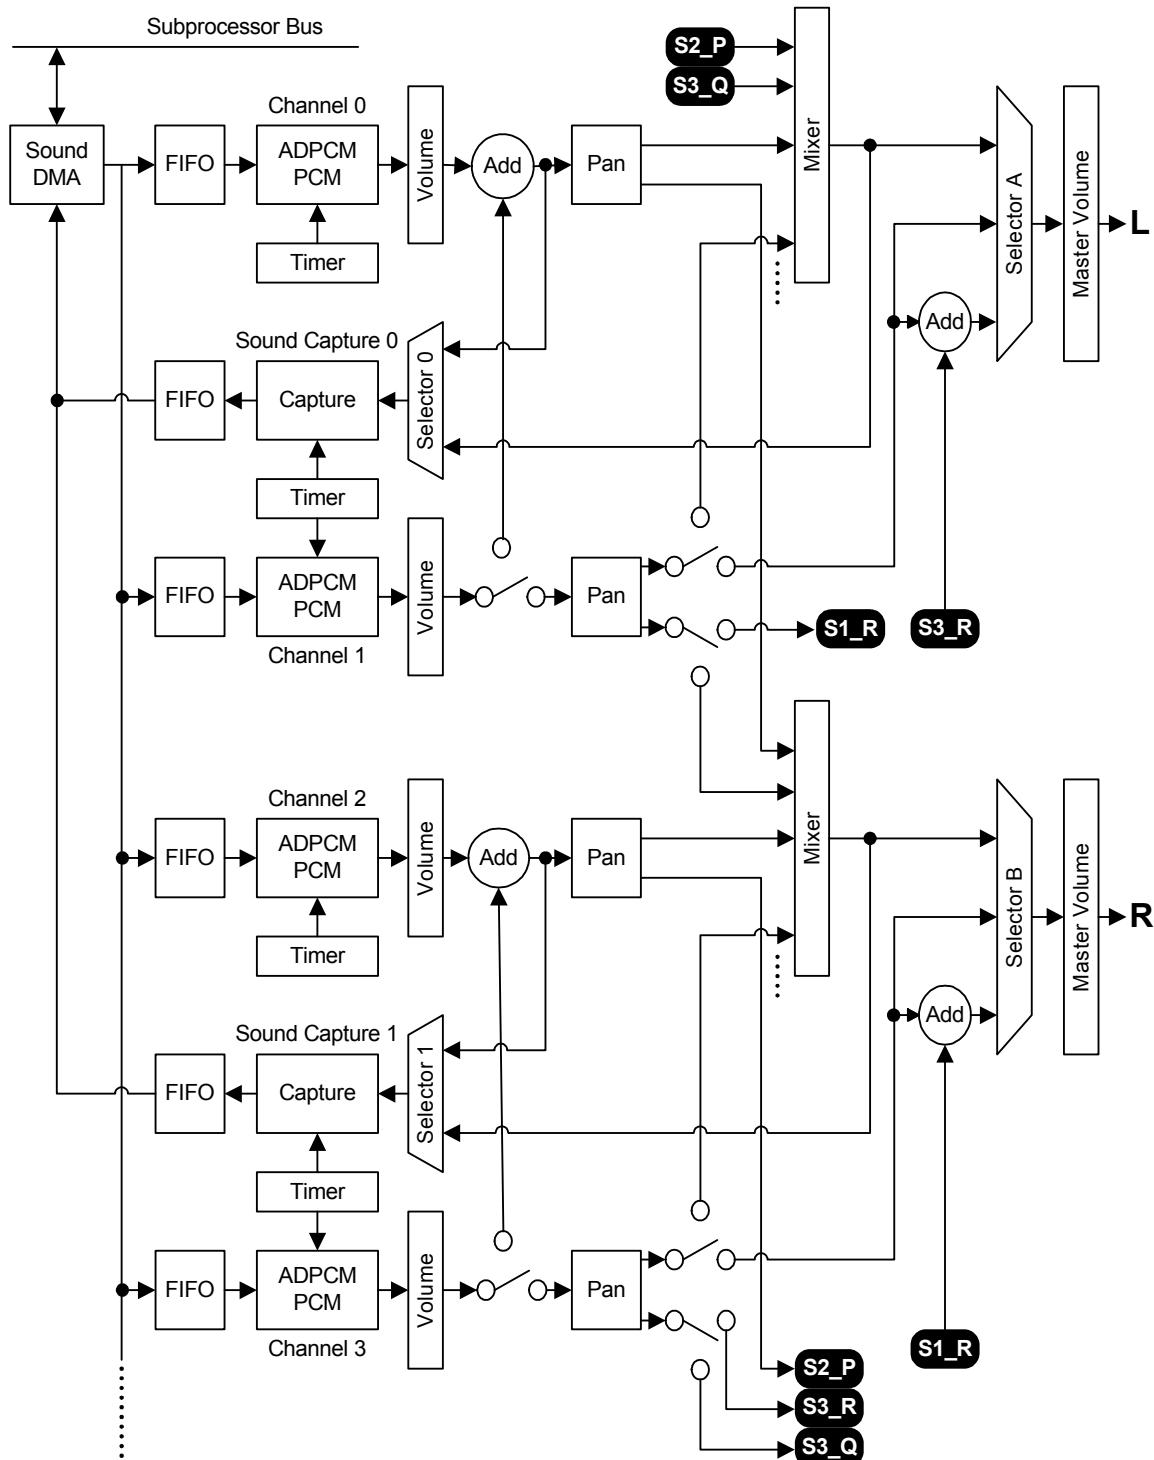 Subprocessor Bus
S2_P
S3_Q
Channel 0
Sound
DMA
FIFO
ADPCM
PCM
Volume
Add
Pan
Mixer
Timer
Selector A
Master Volume
L
Add
Sound Capture 0
FIFO
Capture
Selector 0
Timer
FIFO
ADPCM
PCM
Volume
Pan
S1_R
S3_R
Channel 1
Channel 2
FIFO
ADPCM
PCM
Volume
Add
Pan
Mixer
Timer
Selector B
Master Volume
R
Add
Sound Capture 1
FIFO
Capture
Selector 1
Timer
FIFO
ADPCM
PCM
Volume
Pan
Channel 3
S1_R
S2_P
S3_R
S3_Q